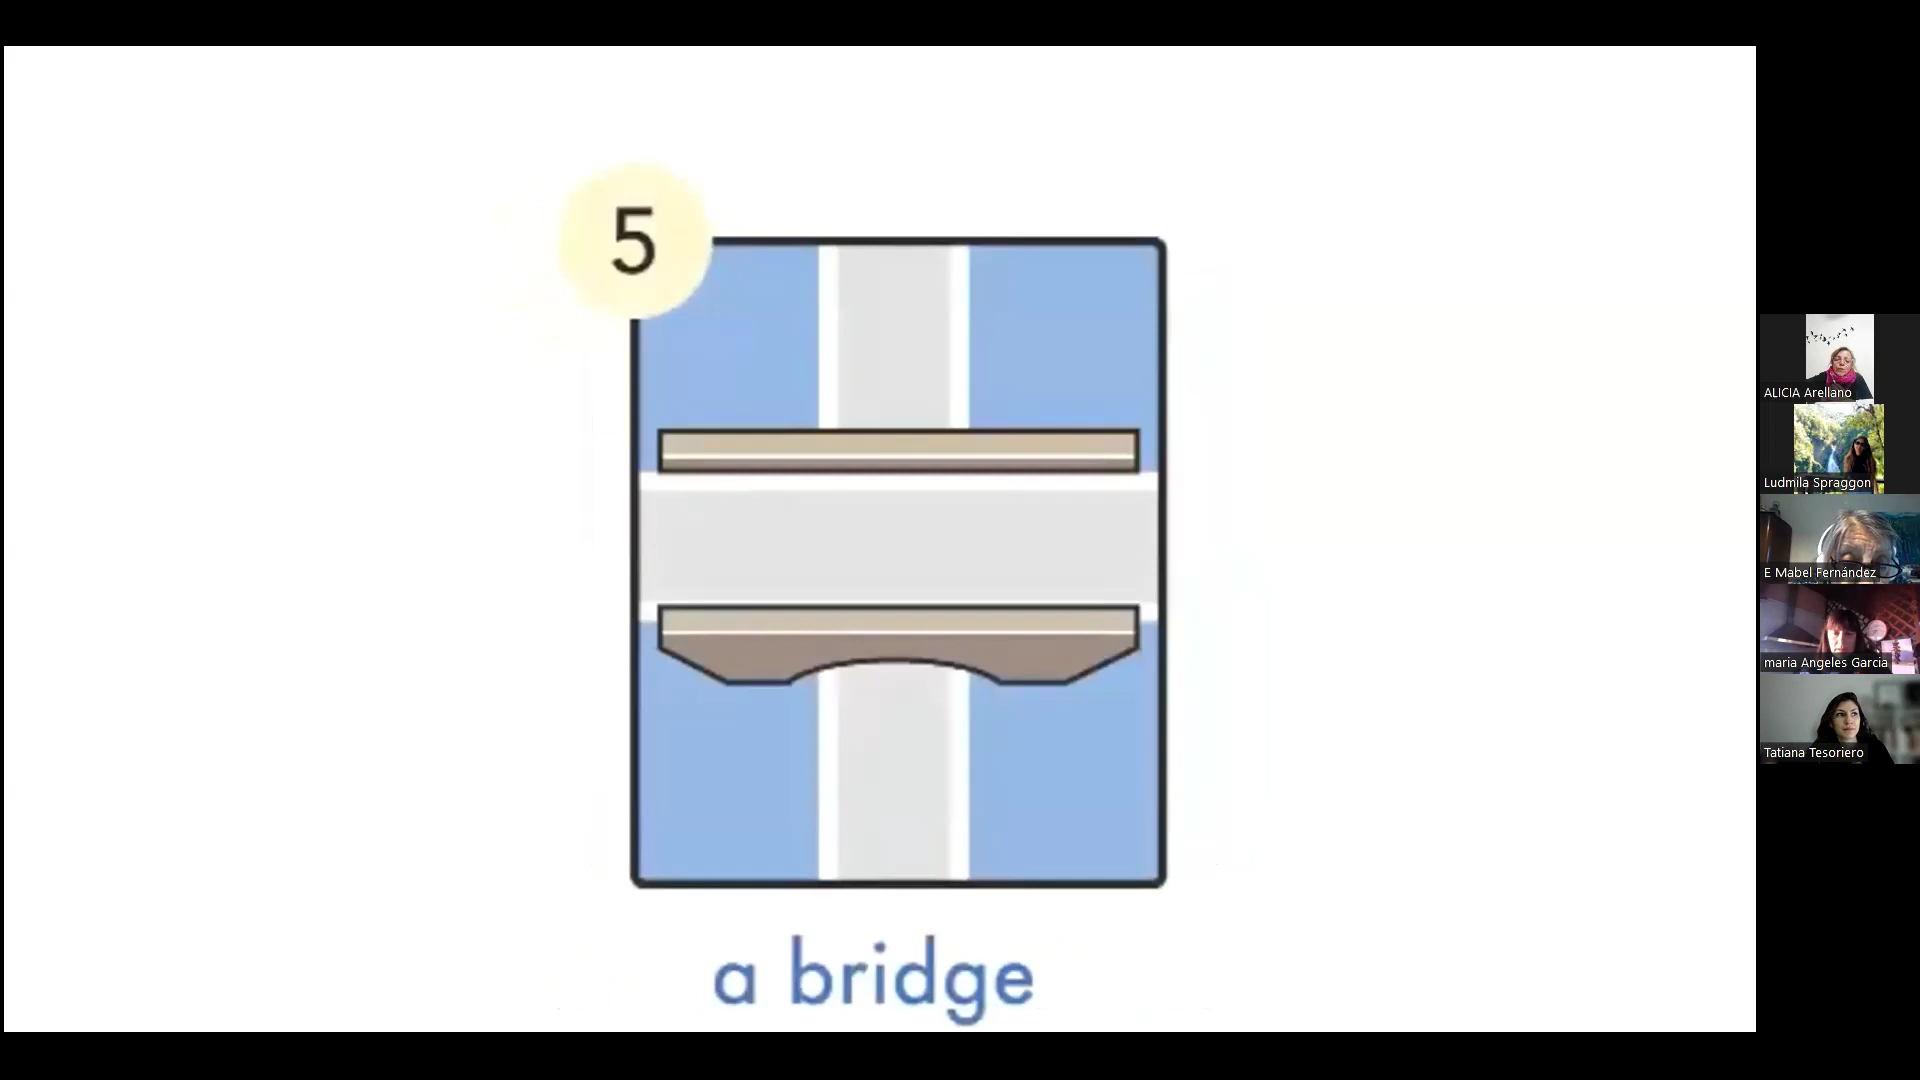 5
a bridge
ALICIA Arellano
Ludmila Spraggon
E Mabel Fernández
maria Angeles Garcia
Tatiana Tesoriero